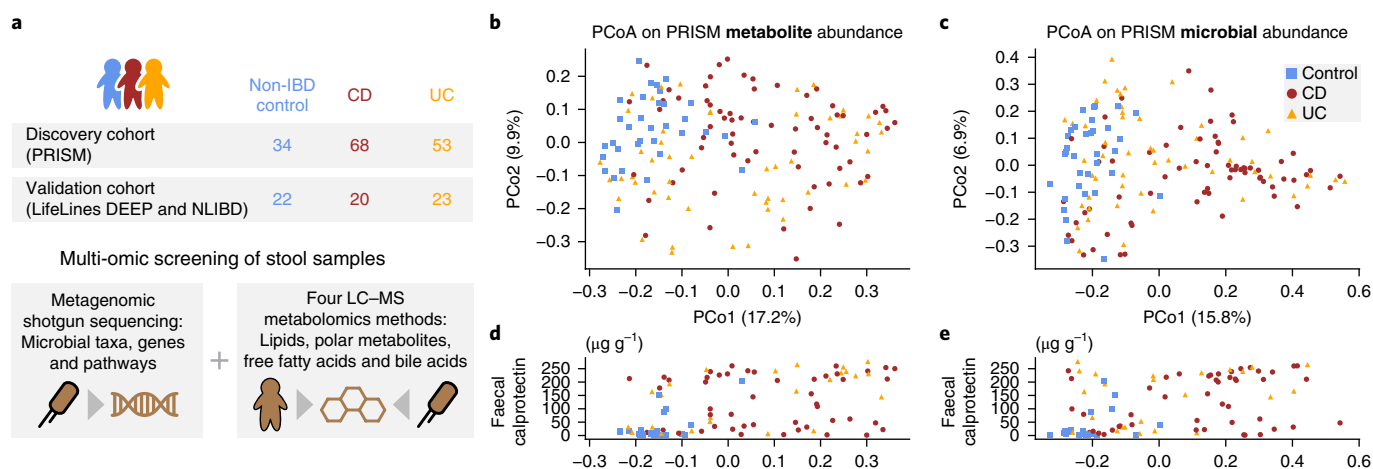 a
Non-IBD control CD UC
Discovery cohort
(PRISM) 34 68 53
Validation cohort
(LifeLines DEEP and NLIBD) 22 20 23
Multi-omic screening of stool samples
Metagenomic
shotgun sequencing:
Microbial taxa, genes
and pathways
+
Four LC–MS
metabolomics methods:
Lipids, polar metabolites,
free fatty acids and bile acids
b
PCoA on PRISM metabolite abundance
PCo2 (9.9%)
0.2
0.1
0.0
−0.1
−0.2
−0.3
−0.3 −0.2 −0.1 0.0 0.1 0.2 0.3
PCo1 (17.2%)
c
PCoA on PRISM microbial abundance
Control
CD
UC
PCo2 (6.9%)
0.4
0.3
0.2
0.1
0.0
−0.1
−0.2
−0.3
−0.2 0.0 0.2 0.4 0.6
PCo1 (15.8%)
d
(μg g−1)
Faecal
calprotectin
250
200
150
100
50
0
−0.3 −0.2 −0.1 0.0 0.1 0.2 0.3
e
(μg g−1)
Faecal
calprotectin
250
200
150
100
50
0
−0.2 0.0 0.2 0.4 0.6